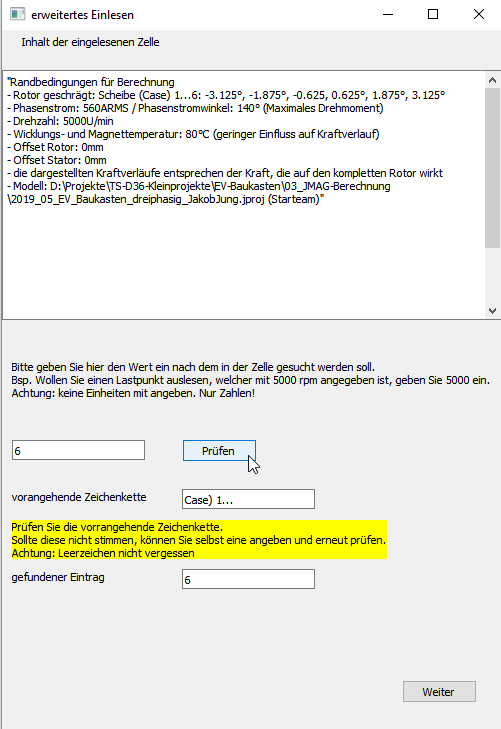 erweitertes Einlesen
Inhalt der eingelesenen Zelle
"Randbedingungen für Berechnung
- Rotor geschrägt: Scheibe (Case) 1...6: -3.125°, -1.875°, -0.625, 0.625°, 1.875°, 3.125°
- Phasenstrom: 560ARMS / Phasenstromwinkel: 140° (Maximales Drehmoment)
- Drehzahl: 5000U/min
- Wicklungs- und Magnettemperatur: 80°C (geringer Einfluss auf Kraftverlauf)
- Offset Rotor: 0mm
- Offset Stator: 0mm
- die dargestellten Kraftverläufe entsprechen der Kraft, die auf den kompletten Rotor wirkt
- Modell: D:\Projekte\TS-D36-Kleinprojekte\EV-Baukasten\03_JMAG-Berechnung
\2019_05_EV_Baukasten_dreiphasig_JakobJung.jproj (Starteam)"
Bitte geben Sie hier den Wert ein nach dem in der Zelle gesucht werden soll.
Bsp. Wollen Sie einen Lastpunkt auslesen, welcher mit 5000 rpm angegeben ist, geben Sie 5000 ein.
Achtung: keine Einheiten mit angeben. Nur Zahlen!
6
Prüfen
vorangehende Zeichenkette
Case) 1...
Prüfen Sie die vorrangehende Zeichenkette.
Sollte diese nicht stimmen, können Sie selbst eine angeben und erneut prüfen.
Achtung: Leerzeichen nicht vergessen
gefundener Eintrag
6
Weiter